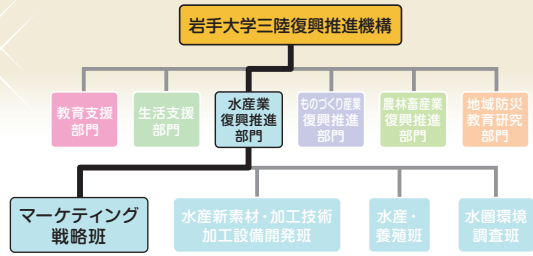 岩手大学三陸復興推進機構
教育支援
部門
生活支援
部門
水産業
復興推進
部門
ものづくり産業
復興推進
部門
農林畜産業
復興推進
部門
地域防災
教育研究
部門
マーケティング
戦略班
水産新素材・加工技術
加工設備開発班
水産・
養殖班
水圏環境
調査班